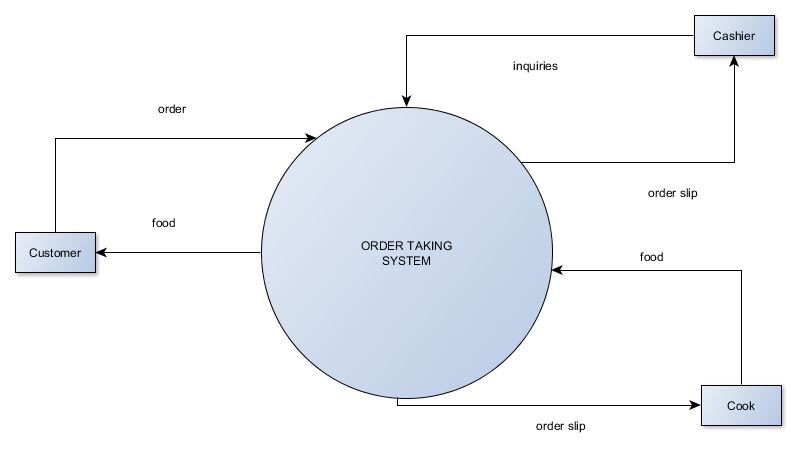 Cashier
inquiries
order
order slip
food
Customer
ORDER TAKING
SYSTEM
food
Cook
order slip